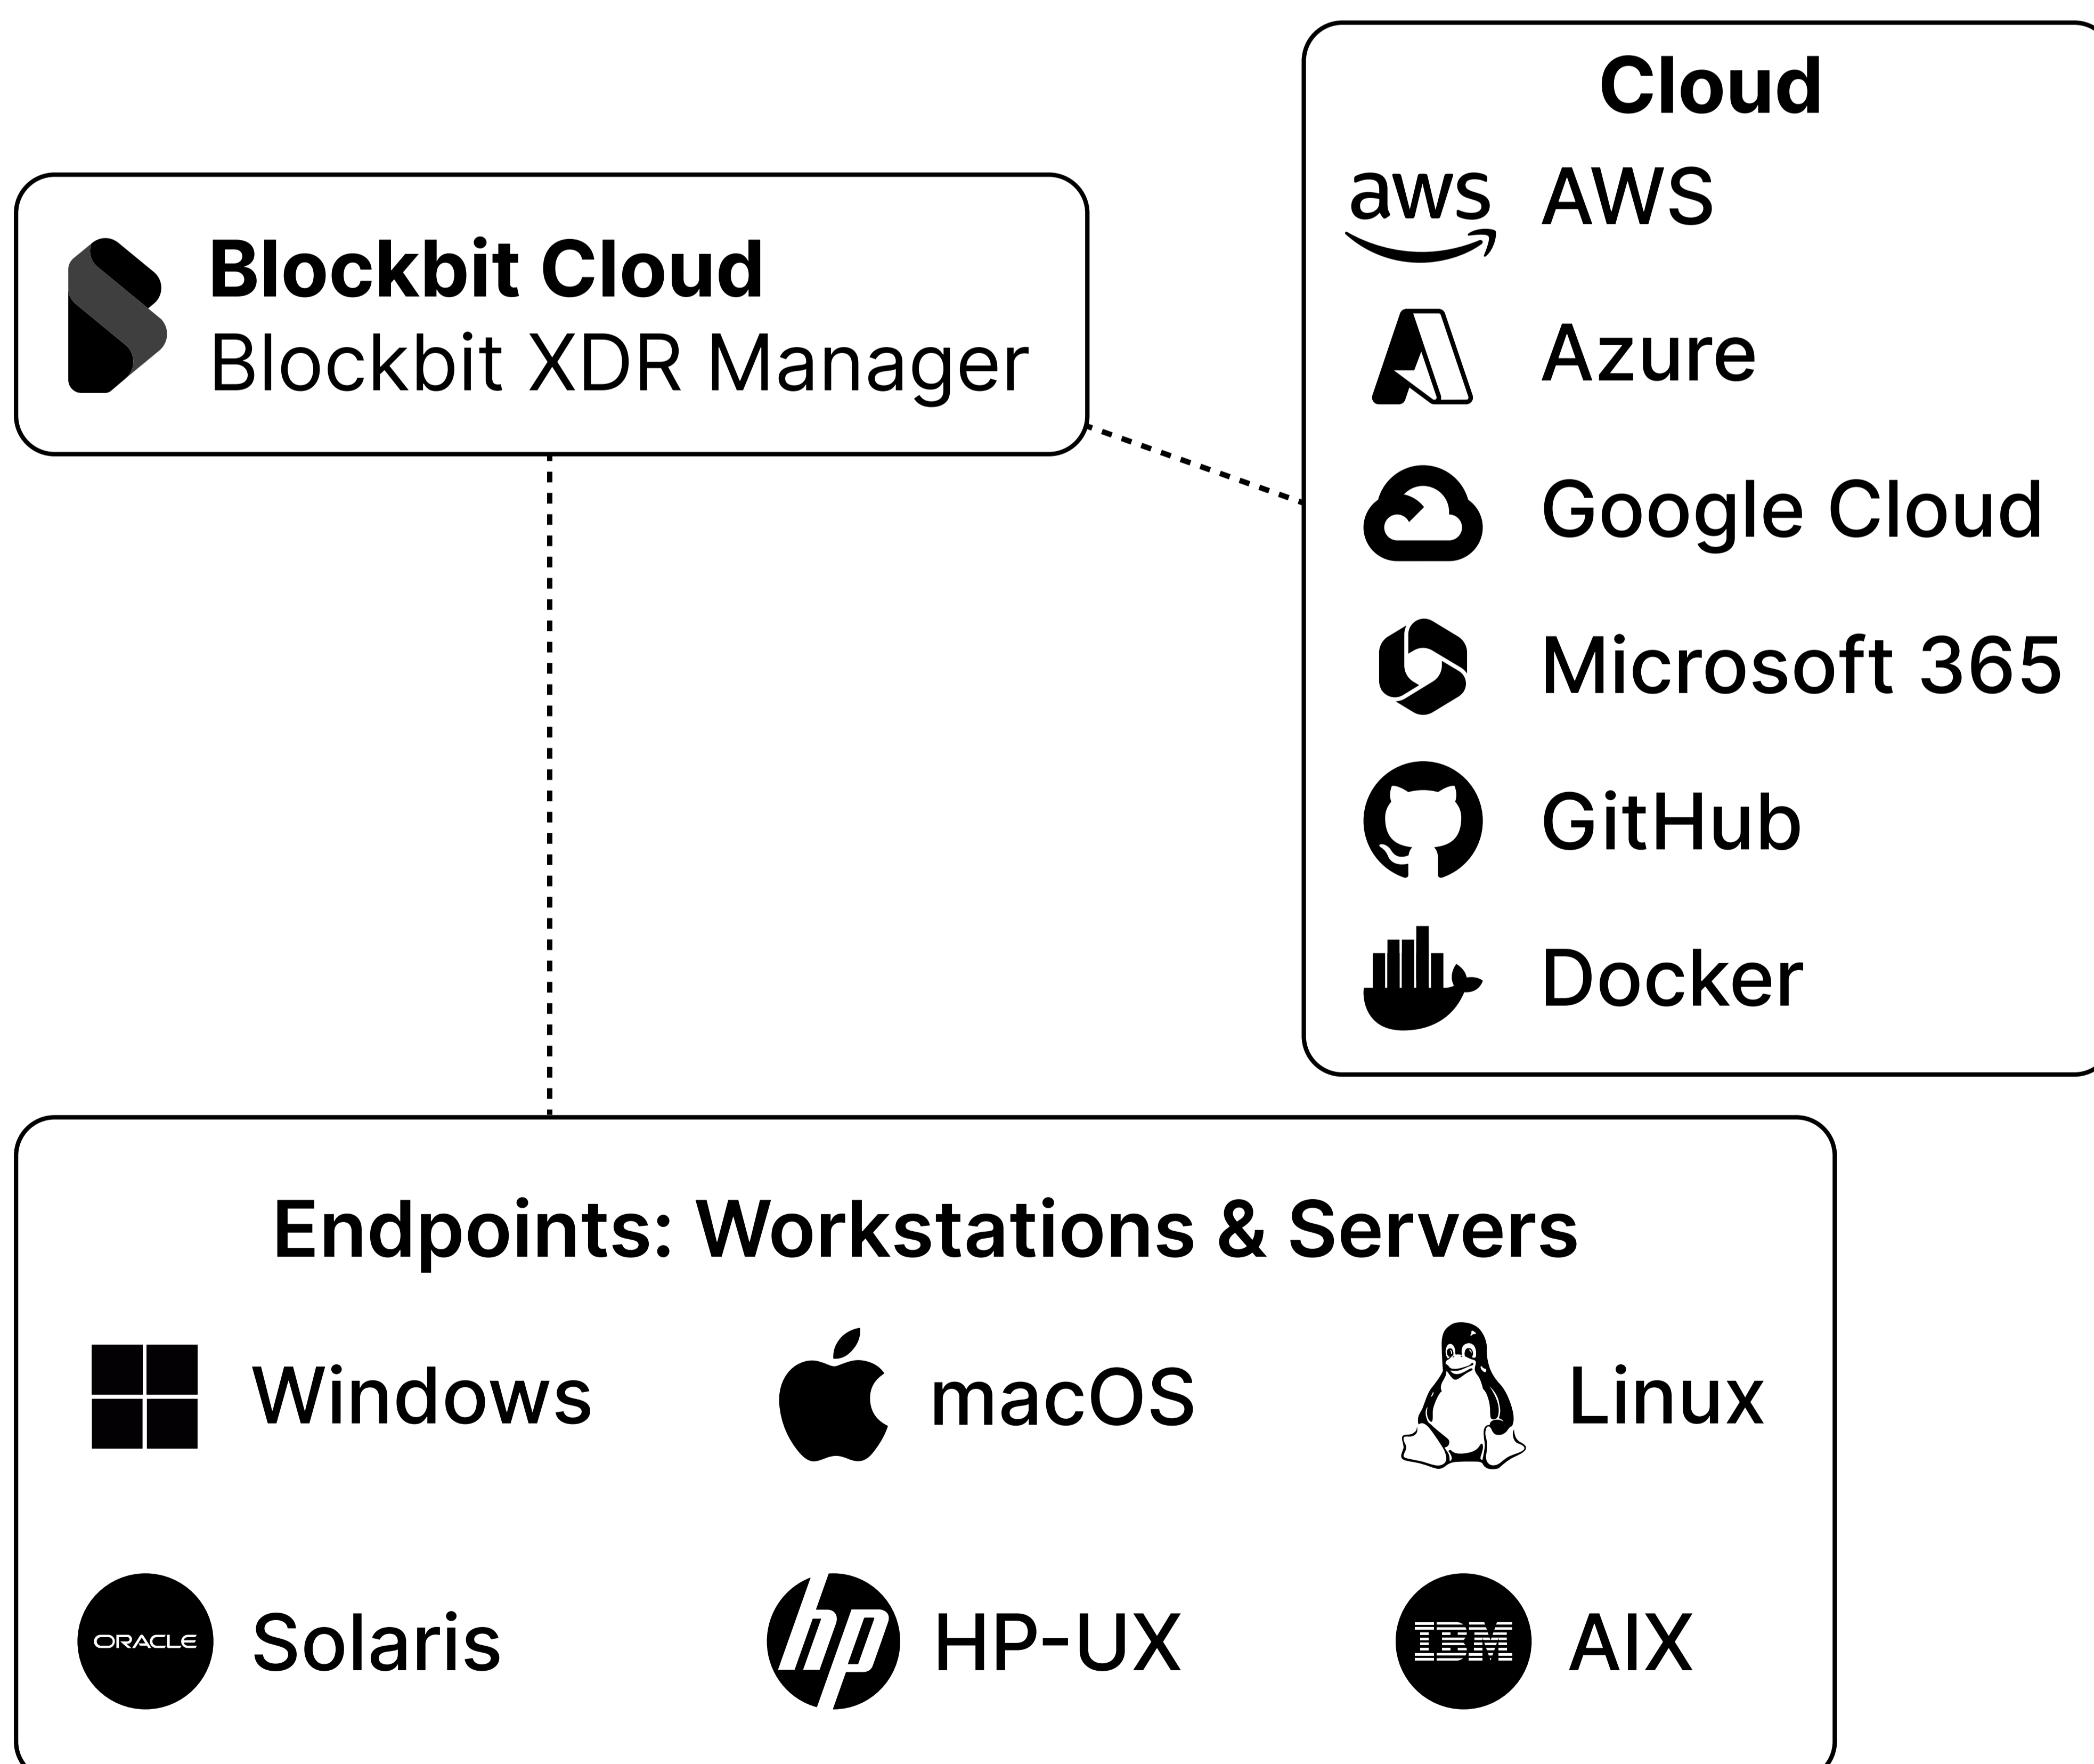 Blockbit Cloud
Blockbit XDR Manager
Cloud
aws AWS
Azure
Google Cloud
Microsoft 365
GitHub
Docker
Endpoints: Workstations & Servers
Windows macOS Linux
ORACLE Solaris hp HP-UX IBM AIX